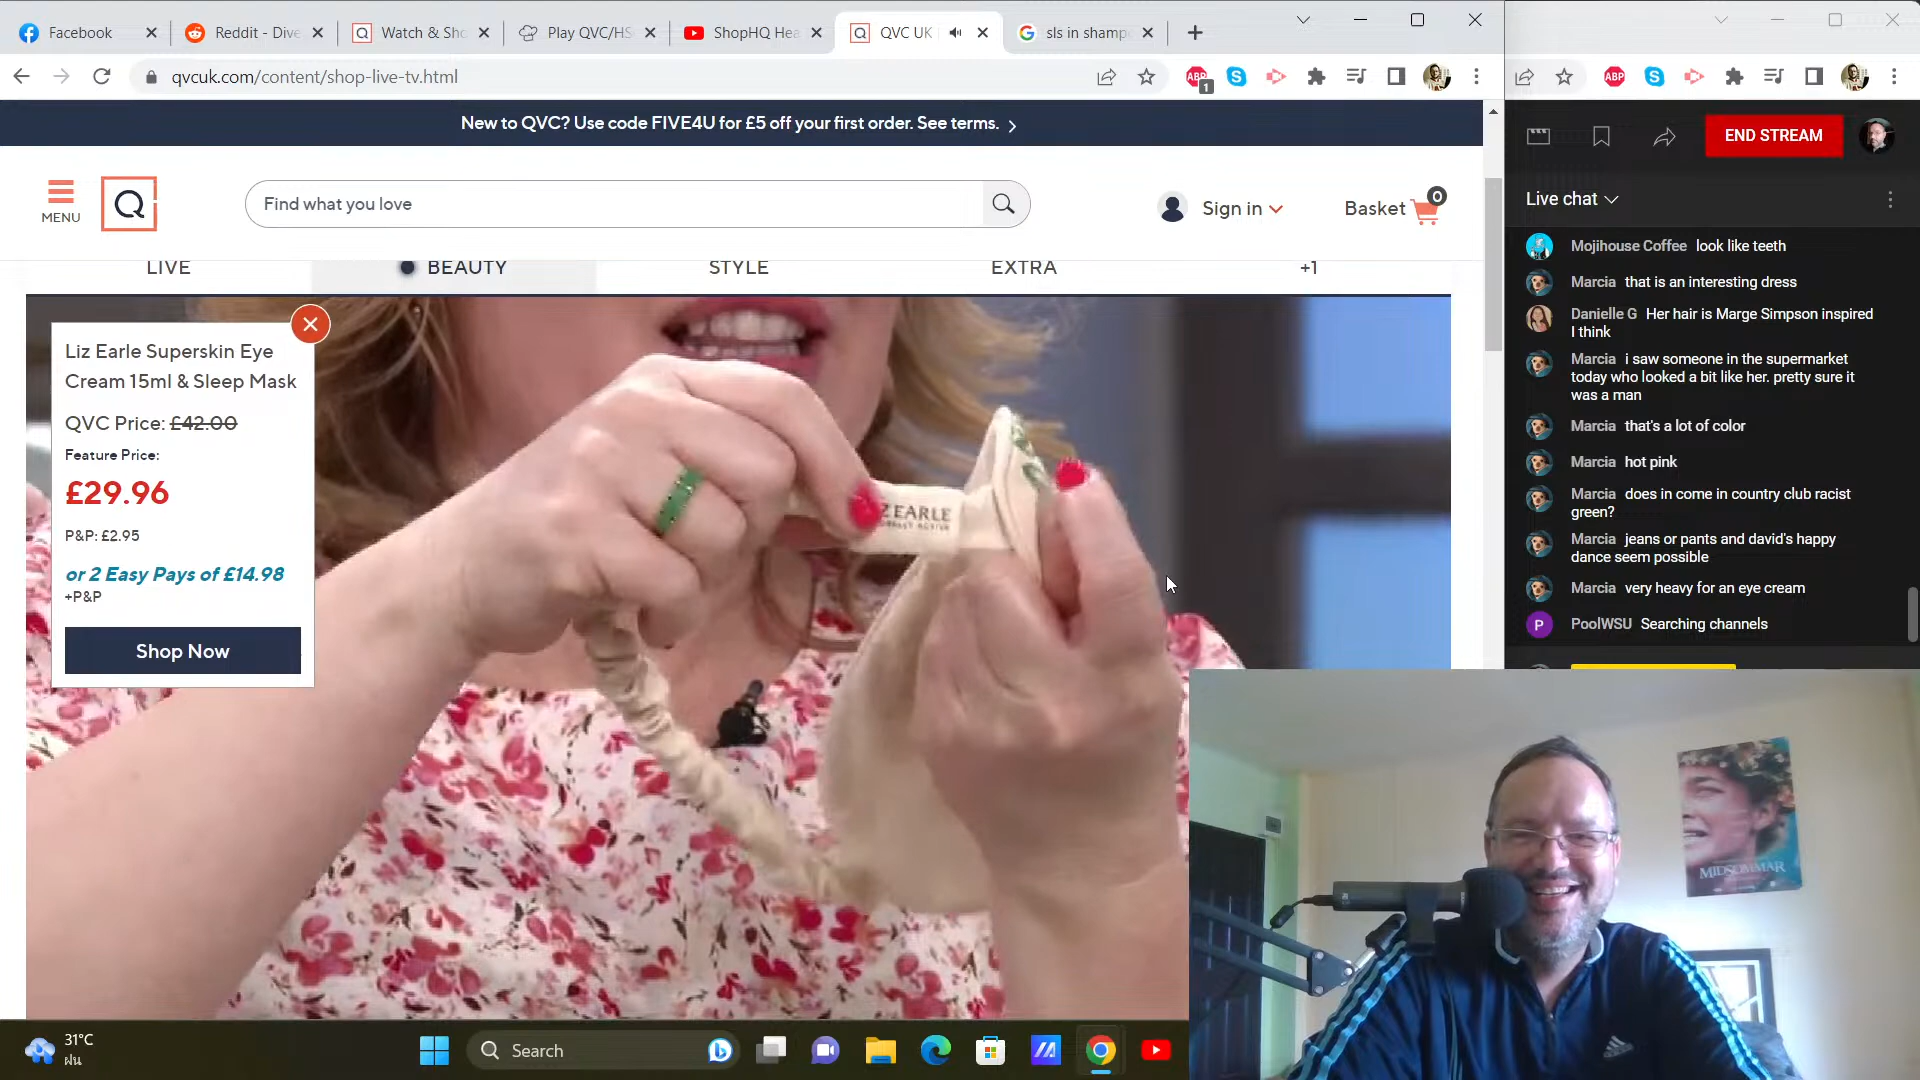 Facebook
Reddit - Dive
Watch & Sho
Play QVC/HS
ShopHQ Hea
QVC UK
sls in shamp
qvcuk.com/content/shop-live-tv.html
ABP
1
ABP
New to QVC? Use code FIVE4U for £5 off your first order. See terms.
END STREAM
MENU
Q
Find what you love
Sign in
Basket
0
Live chat
LIVE
BEAUTY
STYLE
EXTRA
+1
Liz Earle Superskin Eye
Cream 15ml & Sleep Mask
QVC Price: £42.00
Feature Price:
£29.96
P&P: £2.95
or 2 Easy Pays of £14.98
+P&P
Shop Now
Z EARLE
Mojihouse Coffee look like teeth
Marcia that is an interesting dress
Danielle G Her hair is Marge Simpson inspired
I think
Marcia i saw someone in the supermarket
today who looked a bit like her. pretty sure it
was a man
Marcia that's a lot of color
Marcia hot pink
Marcia does in come in country club racist
green?
Marcia jeans or pants and david's happy
dance seem possible
Marcia very heavy for an eye cream
P
PoolWSU Searching channels
MIDSOMMAR
adidas
31°C
ฝน
Search